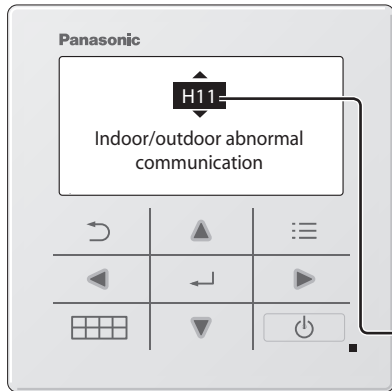 Panasonic
H11
Indoor/outdoor abnormal
communication